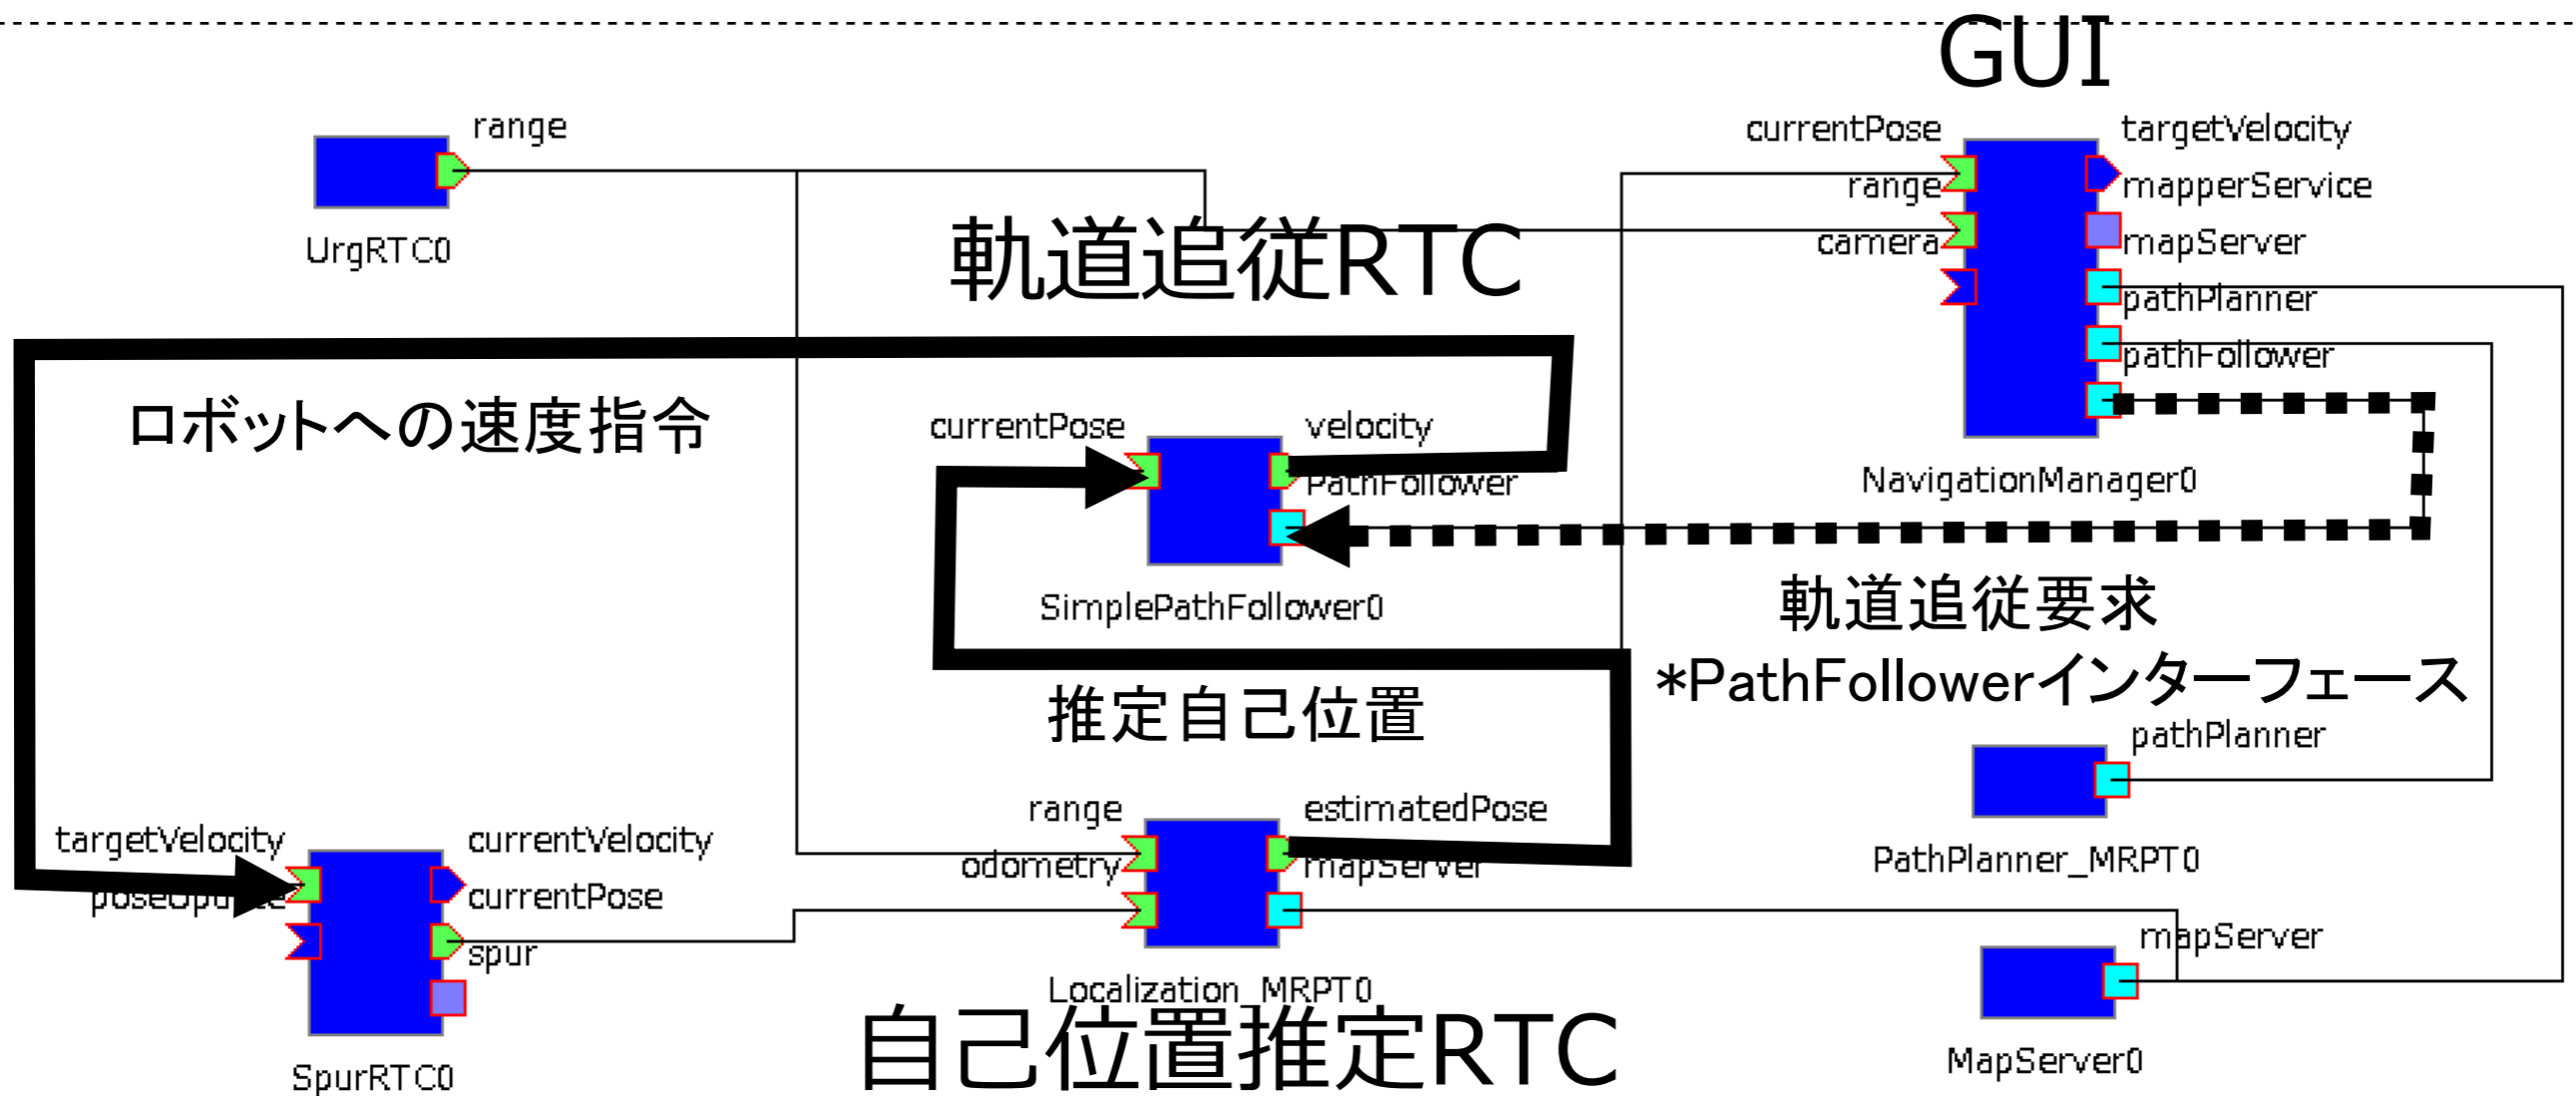 GUI
range
UrgRTC0
currentPose
range
camera
targetVelocity
mapperService
mapServer
pathPlanner
pathFollower
NavigationManager0
軌道追従RTC
ロボットへの速度指令
currentPose
velocity
PathFollower
SimplePathFollower0
軌道追従要求
*PathFollowerインターフェース
推定自己位置
pathPlanner
PathPlanner_MRPT0
range
odometry
estimatedPose
mapServer
Localization_MRPT0
自己位置推定RTC
targetVelocity
poseUpdate
currentVelocity
currentPose
spur
SpurRTC0
mapServer
MapServer0